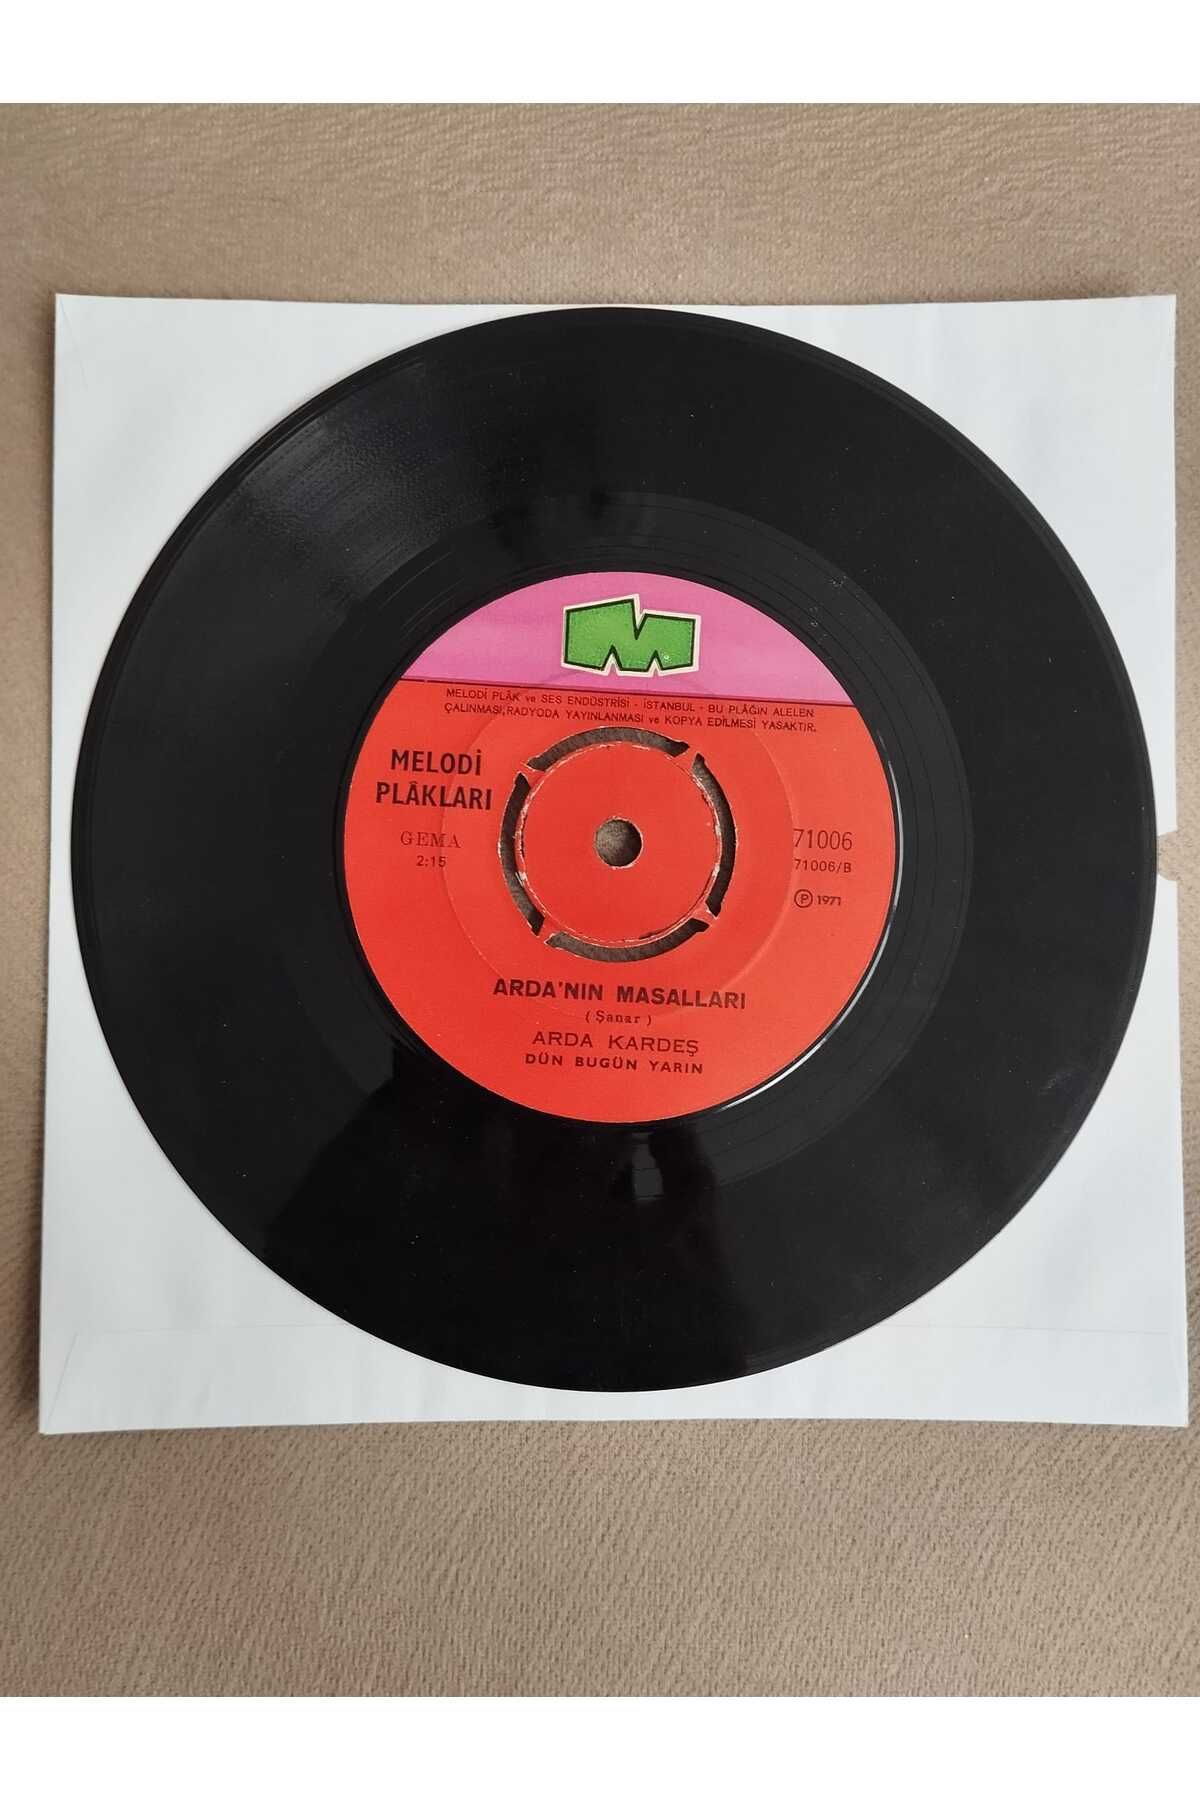 MELODİ PLÂK ve SES ENDÜSTRİSİ - İSTANBUL - BU PLÂĞIN ALELEN
ÇALINMASI, RADYODA YAYINLANMASI ve KOPYA EDİLMESİ YASAKTIR.
MELODİ
PLÂKLARI
GEMA
2:15
71006
71006/B
Ⓟ 1971
ARDA'NIN MASALLARI
( Şanar )
ARDA KARDEŞ
DÜN BUGÜN YARIN